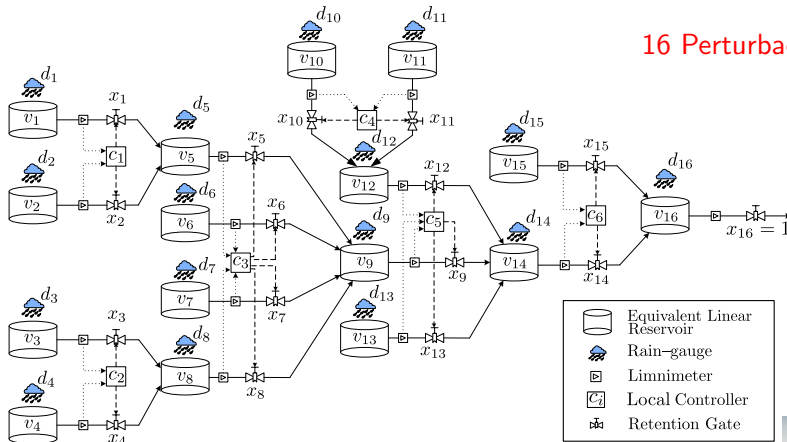 16 Perturba
d10
d11
v10
v11
x10
c4
x11
d1
x1
v1
d2
c1
v2
x2
d5
v5
x5
d6
v6
x6
d7
c3
v7
x7
d3
x3
v3
d4
c2
v4
x4
d8
v8
x8
d12
v12
x12
d9
v9
c5
x9
d13
v13
x13
d14
v14
d15
v15
x15
c6
x14
d16
v16
x16 = 1
Equivalent Linear
Reservoir
Rain-gauge
Limnimeter
ci Local Controller
Retention Gate